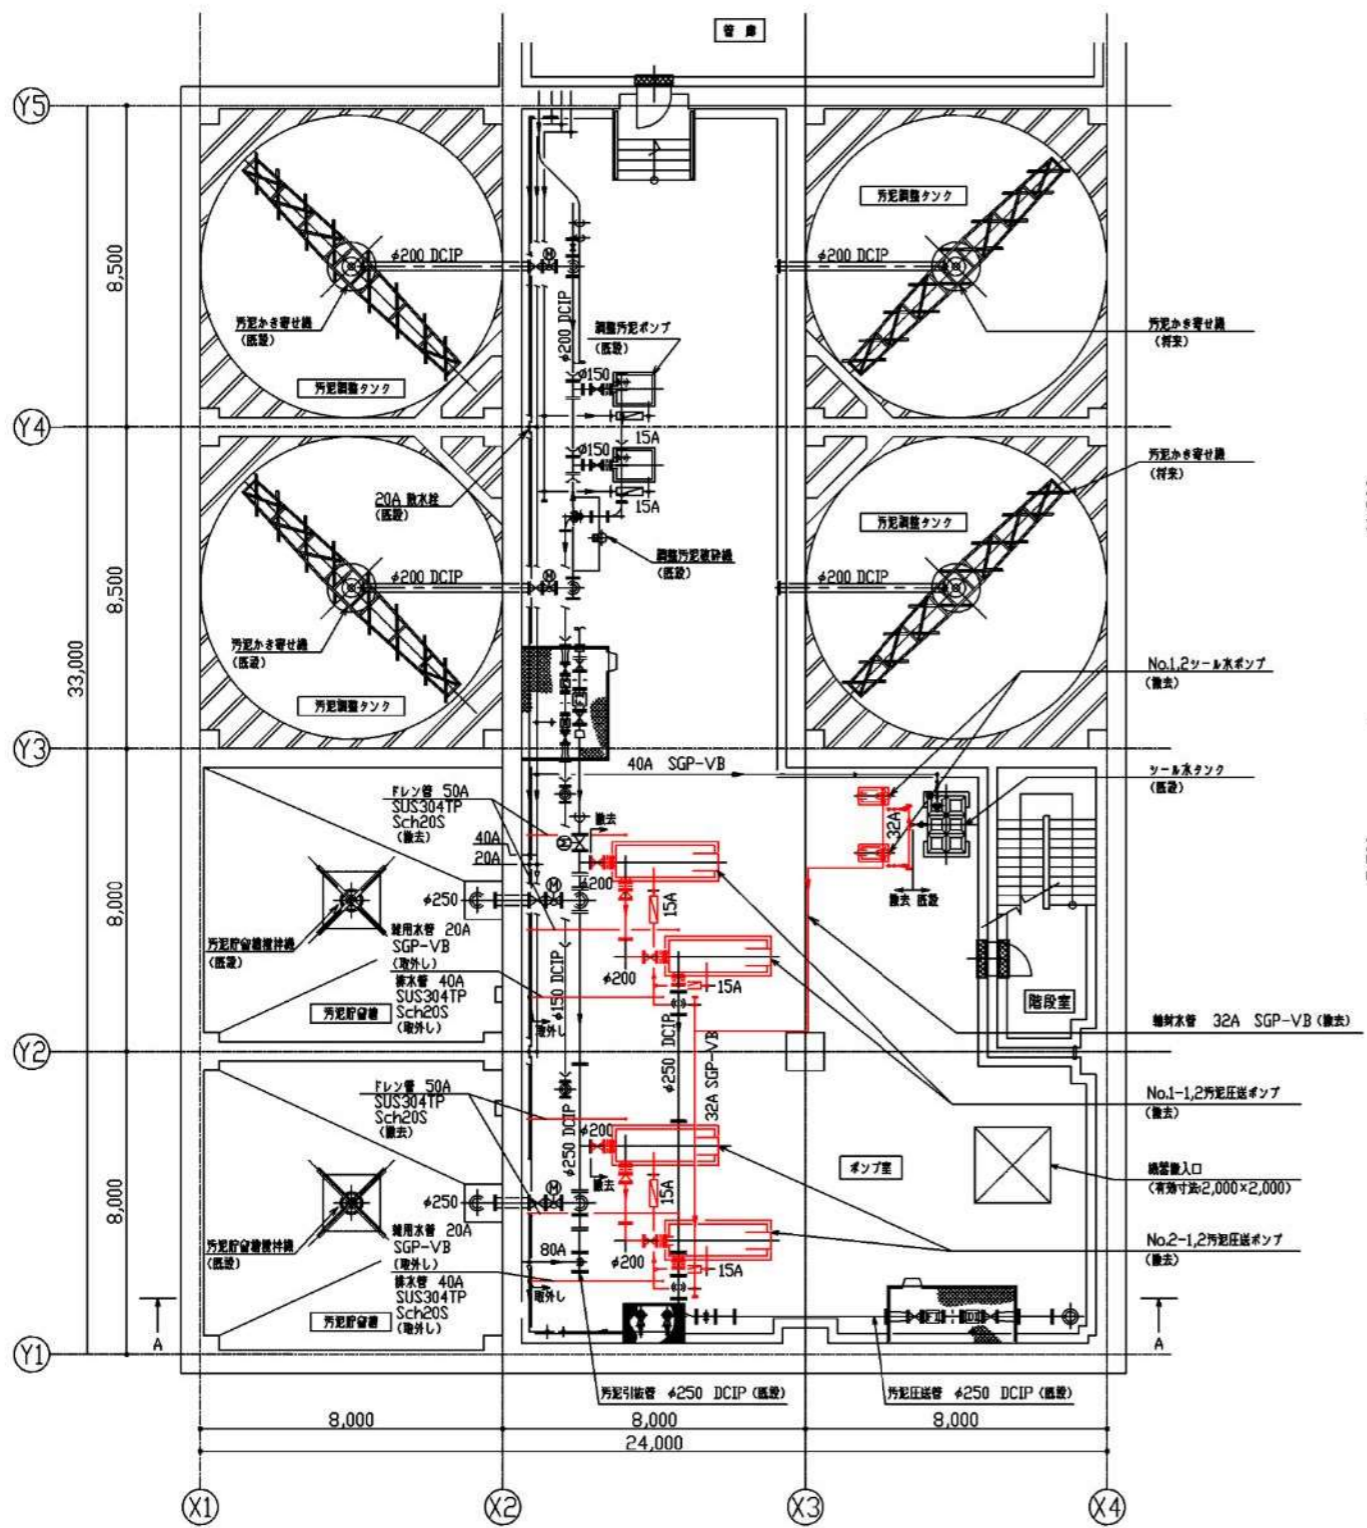 管廊
Y5
汚泥調整タンク
φ200 DCIP
φ200 DCIP
8,500
汚泥かき寄せ機
(既設)
φ200 DCIP
調整汚泥ポンプ
(既設)
汚泥かき寄せ機
(将来)
φ150
汚泥調整タンク
Y4
15A
φ150
汚泥かき寄せ機
(将来)
20A 散水栓
(既設)
15A
汚泥調整タンク
調整汚泥破砕機
(既設)
φ200 DCIP
φ200 DCIP
8,500
33,000
汚泥かき寄せ機
(既設)
No.1,2シール水ポンプ
(撤去)
汚泥調整タンク
Y3
40A SGP-VB
シール水タンク
(既設)
ドレン管 50A
SUS304TP
Sch20S
(撤去)
撤去
32A
40A
20A
φ200
φ250
15A
撤去 既設
8,000
汚泥貯留槽攪拌機
(既設)
雑用水管 20A
SGP-VB
(取外し)
φ200
15A
排水管 40A
SUS304TP
Sch20S
(取外し)
φ150 DCIP
取外し
汚泥貯留槽
階段室
軸封水管 32A SGP-VB (撤去)
φ250 DCIP
32A SGP-VB
Y2
ドレン管 50A
SUS304TP
Sch20S
(撤去)
No.1-1,2汚泥圧送ポンプ
(撤去)
φ200
φ250 DCIP
撤去
ポンプ室
機器搬入口
(有効寸法:2,000×2,000)
15A
φ250
8,000
汚泥貯留槽攪拌機
(既設)
雑用水管 20A
SGP-VB
(取外し)
80A
φ200
15A
No.2-1,2汚泥圧送ポンプ
(撤去)
排水管 40A
SUS304TP
Sch20S
(取外し)
取外し
汚泥貯留槽
A
A
Y1
汚泥引抜管 φ250 DCIP (既設)
汚泥圧送管 φ250 DCIP (既設)
8,000
8,000
8,000
24,000
X1
X2
X3
X4